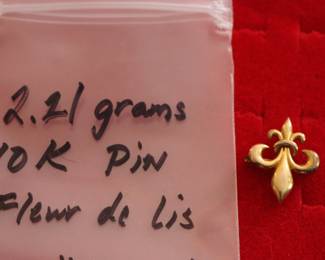 2.21 grams
10K PIN
Fleur de Lis